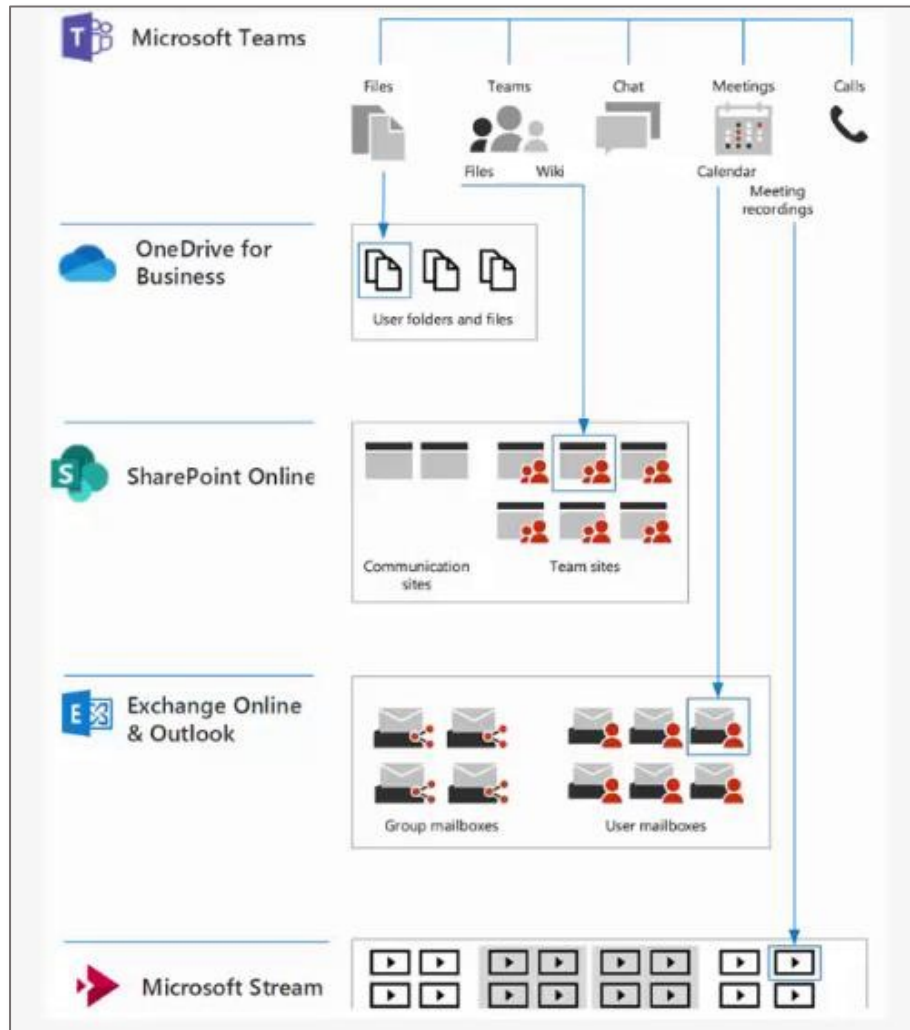 Microsoft Teams
Files
Teams
Chat
Meetings
Calls
Files
Wiki
Calendar
Meeting
recordings
OneDrive for
Business
User folders and files
SharePoint Online
Communication
sites
Team sites
Exchange Online
& Outlook
Group mailboxes
User mailboxes
Microsoft Stream